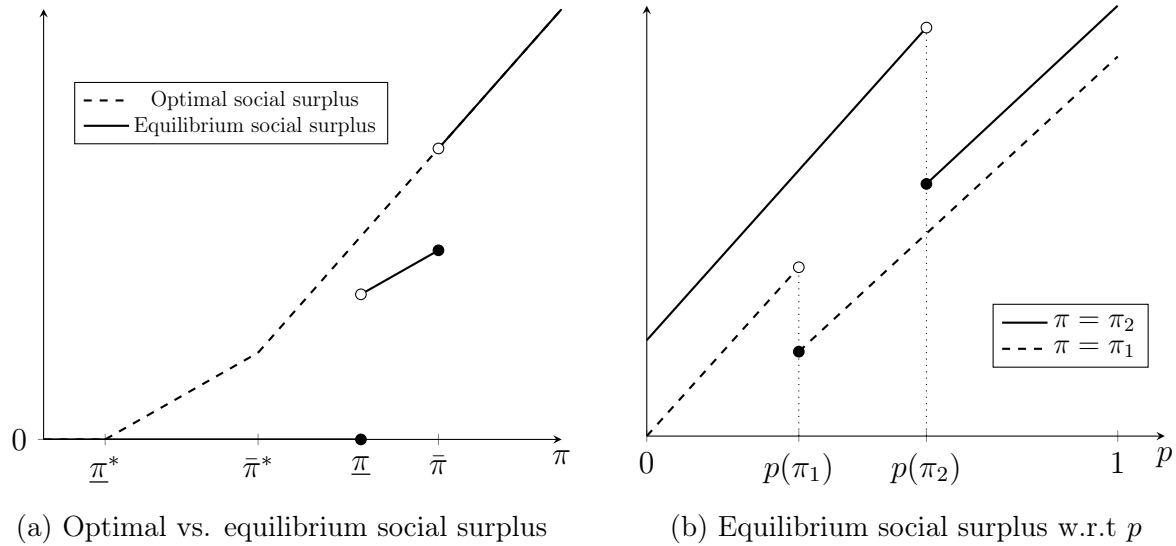 Optimal social surplus
Equilibrium social surplus
0
π̲* π̄* π̲ π̄ π
(a) Optimal vs. equilibrium social surplus
π = π₂
π = π₁
0 p(π₁) p(π₂) 1 p
(b) Equilibrium social surplus w.r.t p